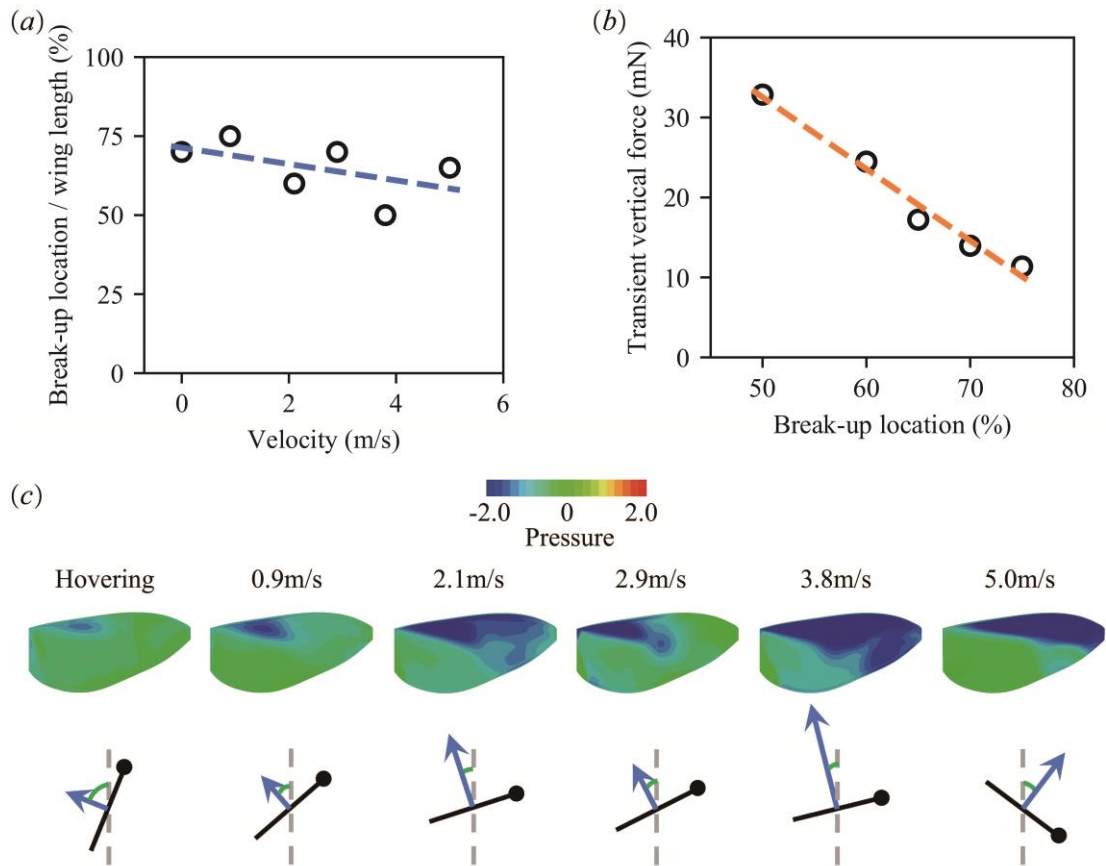 (a)
Break-up location / wing length (%)
100
75
50
25
0
0 2 4 6
Velocity (m/s)
(b)
Transient vertical force (mN)
40
30
20
10
0
50 60 70 80
Break-up location (%)
(c)
-2.0 0 2.0
Pressure
Hovering 0.9m/s 2.1m/s 2.9m/s 3.8m/s 5.0m/s